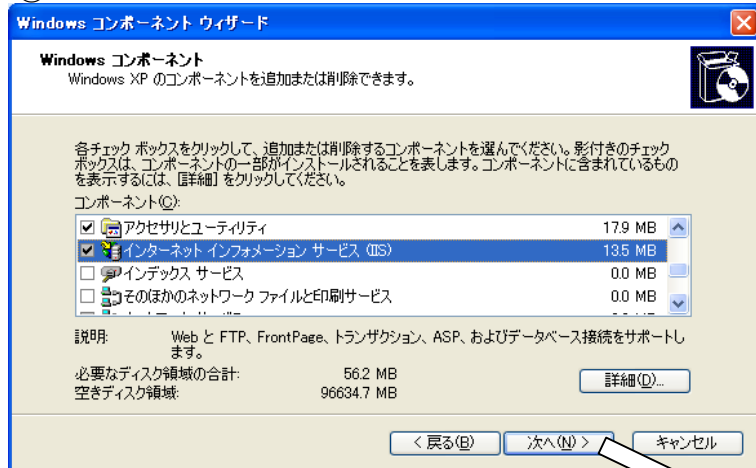 Windows コンポーネント ウィザード
Windows コンポーネント
Windows XP のコンポーネントを追加または削除できます。
各チェック ボックスをクリックして、追加または削除するコンポーネントを選んでください。影付きのチェック
ボックスは、コンポーネントの一部がインストールされることを表します。コンポーネントに含まれているもの
を表示するには、[詳細] をクリックしてください。
コンポーネント(C):
アクセサリとユーティリティ 17.9 MB
インターネット インフォメーション サービス (IIS) 13.5 MB
インデックス サービス 0.0 MB
そのほかのネットワーク ファイルと印刷サービス 0.0 MB
説明: Web と FTP、FrontPage、トランザクション、ASP、およびデータベース接続をサポートし
ます。
必要なディスク領域の合計: 56.2 MB
空きディスク領域: 96634.7 MB
詳細(D)...
< 戻る(B) 次へ(N) > キャンセル